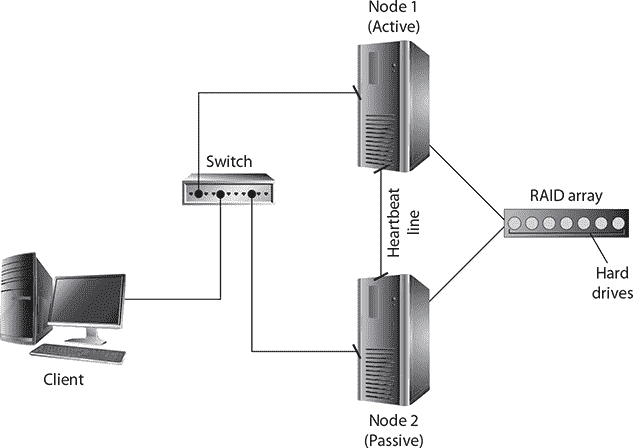 Node 1
(Active)
Switch
Heartbeat
line
RAID array
Hard
drives
Client
Node 2
(Passive)